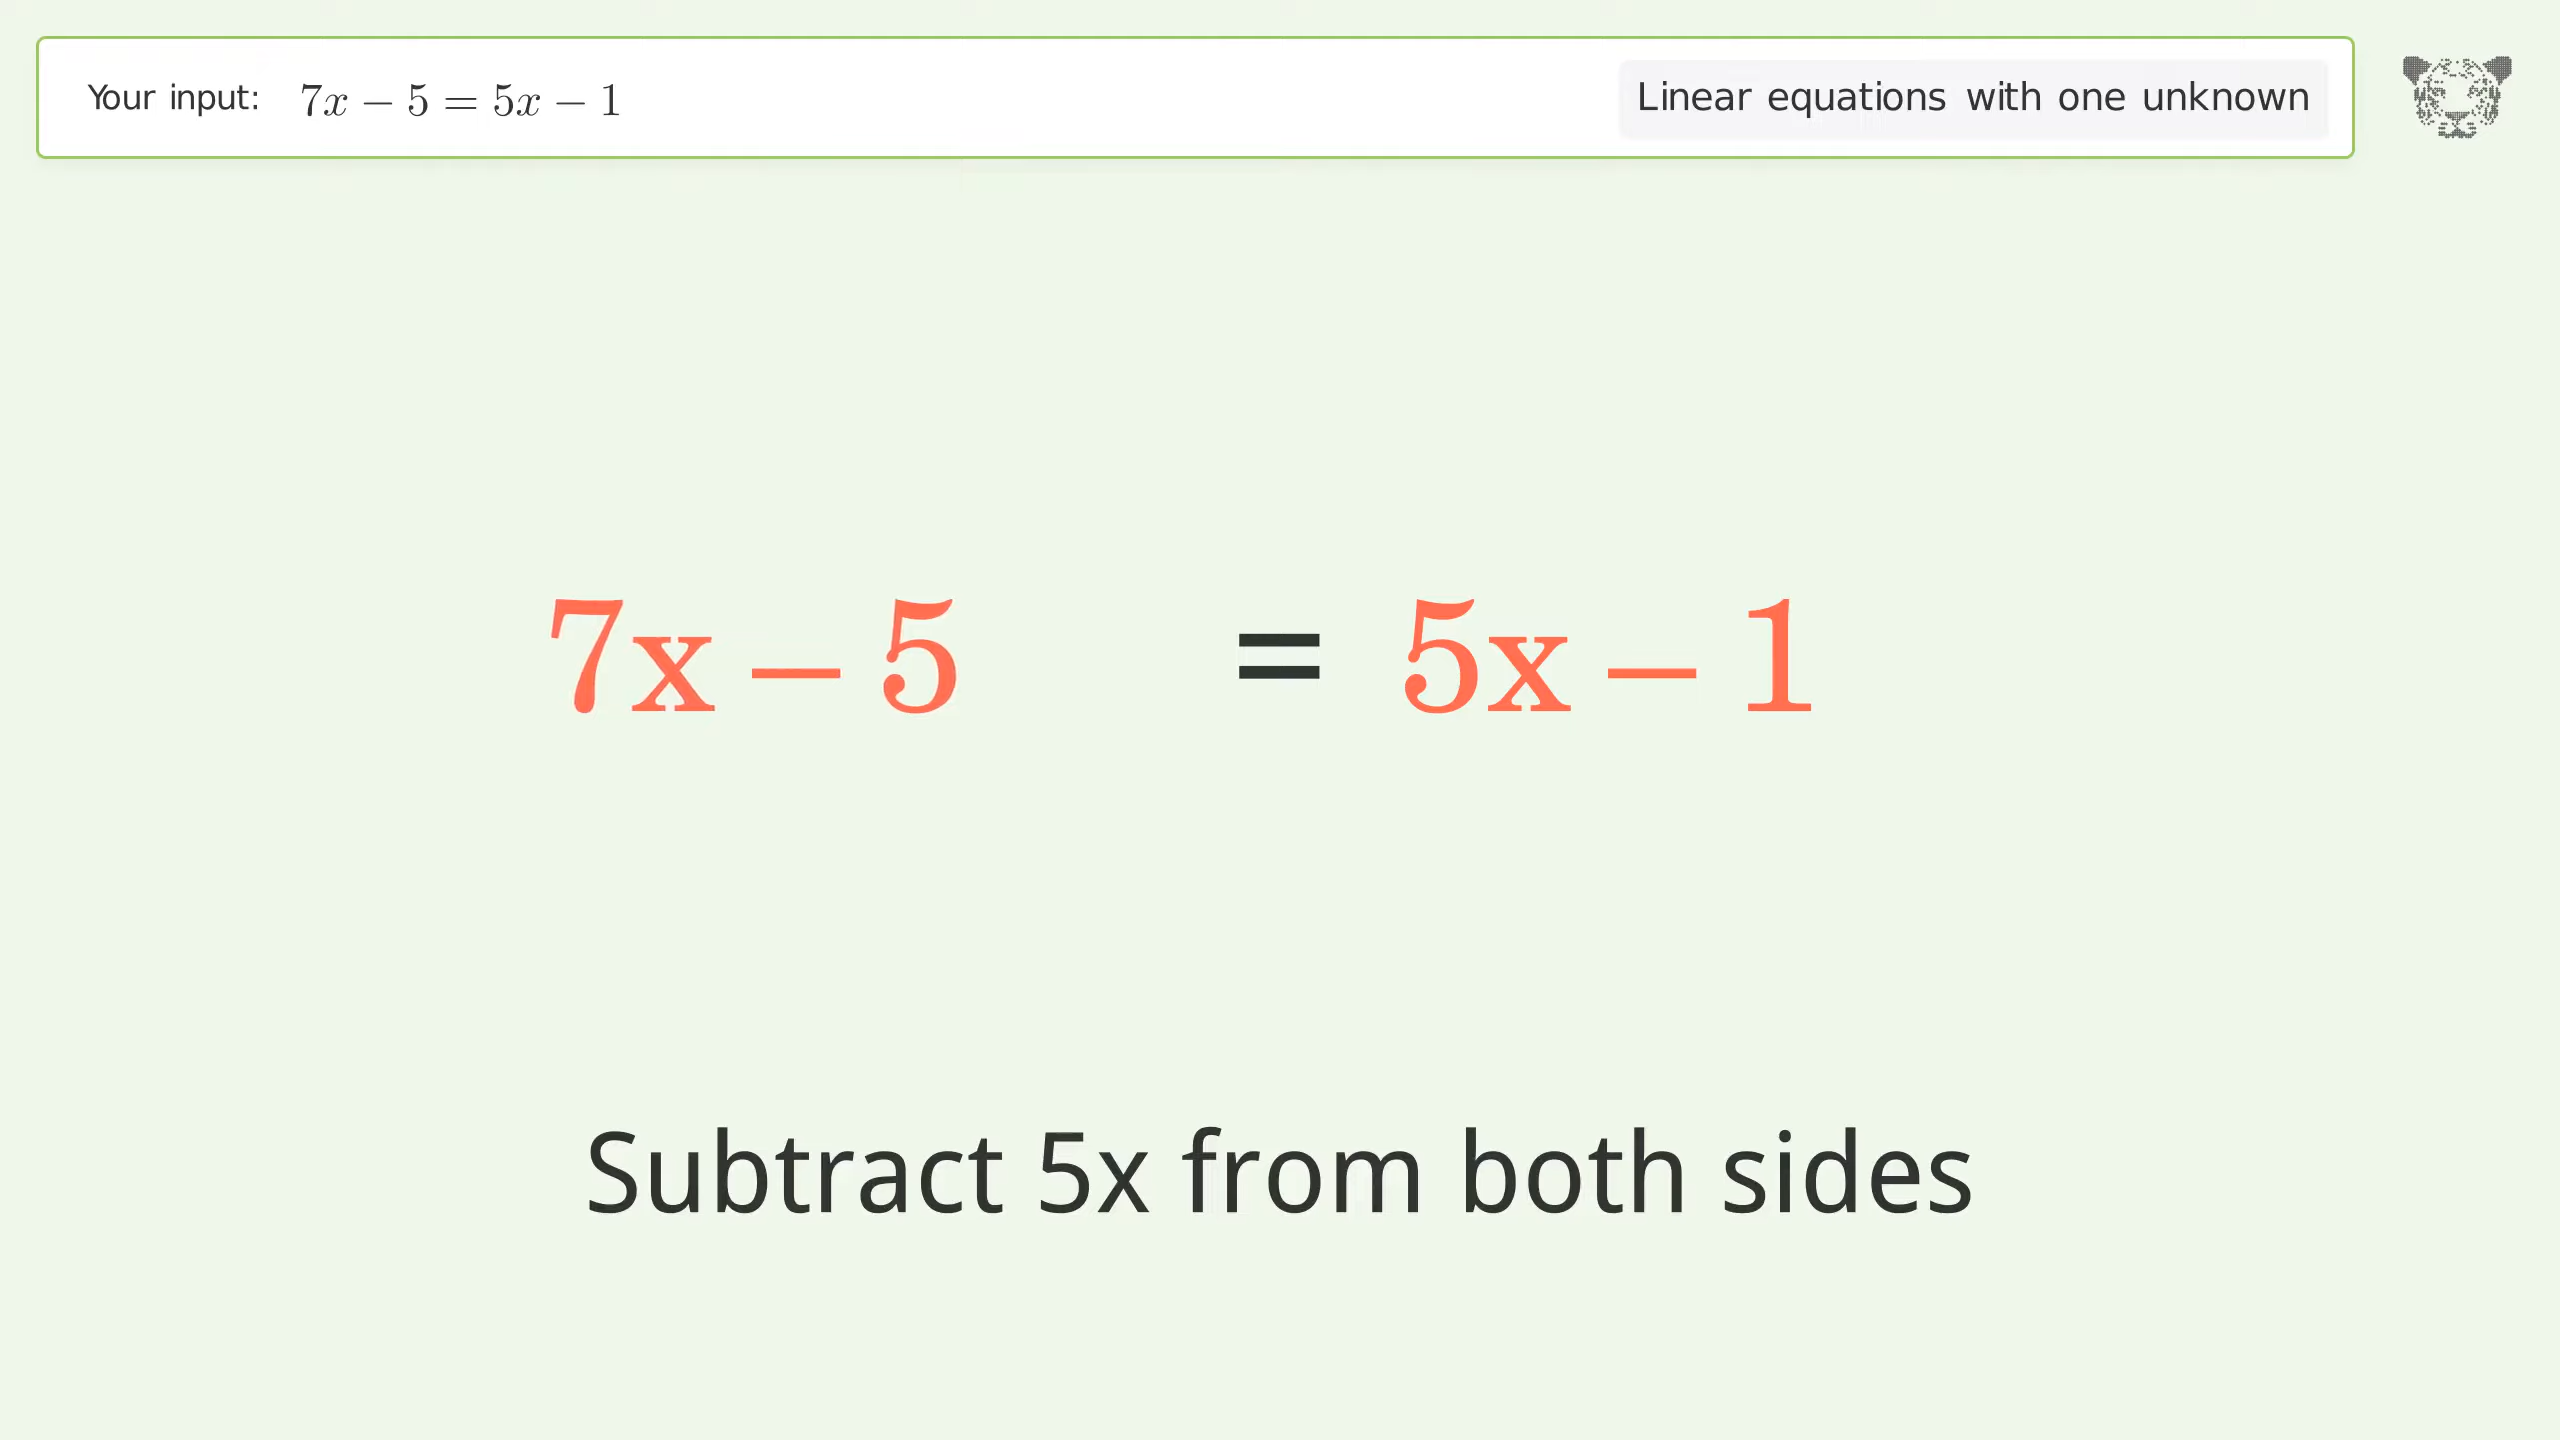 Your input: 7x − 5 = 5x − 1
Linear equations with one unknown
7x − 5 = 5x − 1
Subtract 5x from both sides